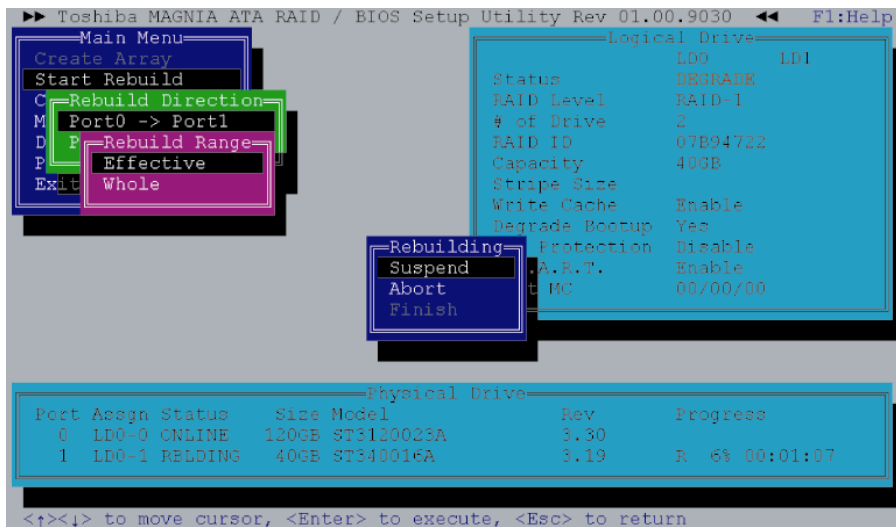 ►► Toshiba MAGNIA ATA RAID / BIOS Setup Utility Rev 01.00.9030 ◄◄ F1:Help
Main Menu
Create Array
Start Rebuild
C
Rebuild Direction
M
Port0 -> Port1
D
P
Rebuild Range
P
Effective
Exit
Whole
Logical Drive
LD0 LD1
Status DEGRADE
RAID Level RAID-1
# of Drive 2
RAID ID 07B94722
Capacity 40GB
Stripe Size
Write Cache Enable
Degrade Bootup Yes
Protection Disable
.A.R.T. Enable
t MC 00/00/00
Rebuilding
Suspend
Abort
Finish
Physical Drive
Port Assgn Status Size Model Rev Progress
0 LD0-0 ONLINE 120GB ST3120023A 3.30
1 LD0-1 RBLDING 40GB ST340016A 3.19 R 6% 00:01:07
<↑><↓> to move cursor, <Enter> to execute, <Esc> to return